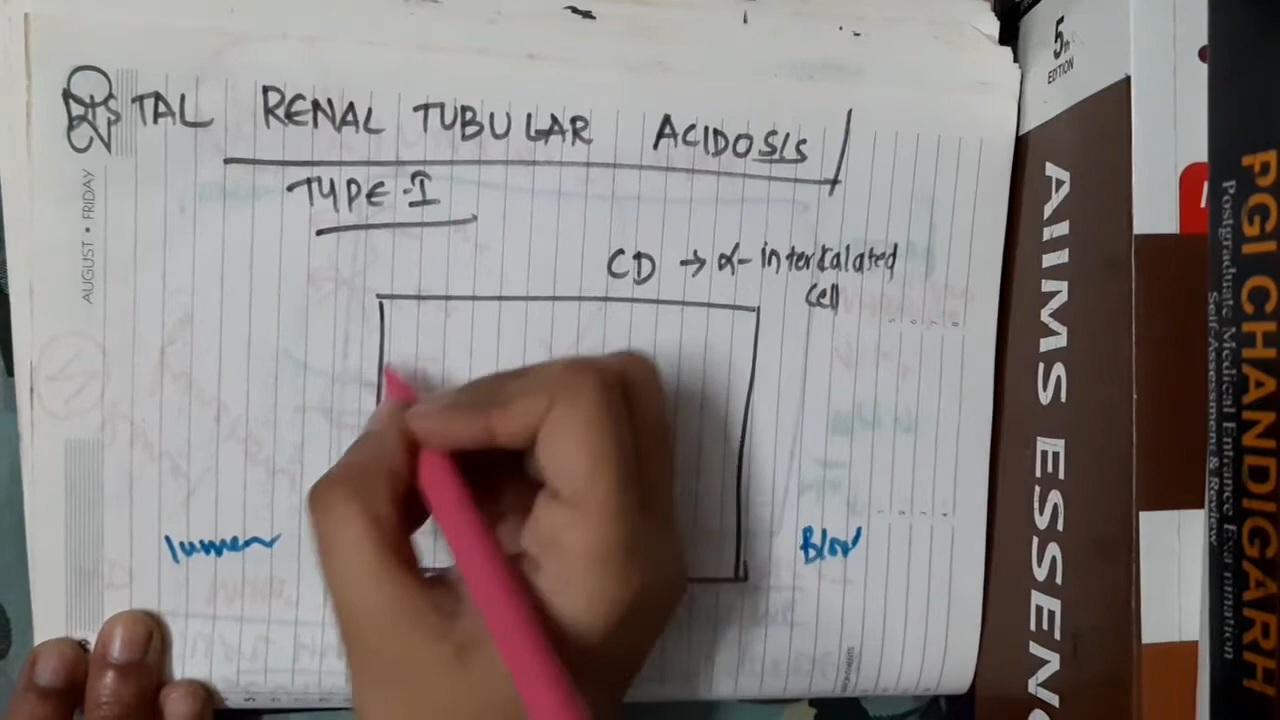 DISTAL RENAL TUBULAR ACIDOSIS
TYPE-I
CD → α-intercalated
cell
lumen
Blood
AUGUST • FRIDAY
5th
EDITION
AIIMS ESSEN
PGI CHANDIGARH
Postgraduate Medical Entrance Examination
Self-Assessment & Review